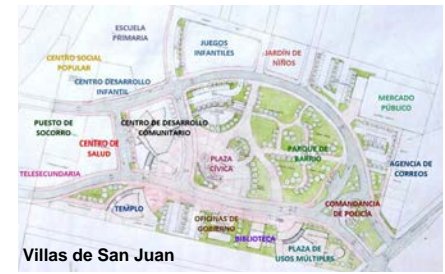 ESCUELA
PRIMARIA
JUEGOS
INFANTILES
JARDÍN DE
NIÑOS
CENTRO SOCIAL
POPULAR
CENTRO DESARROLLO
INFANTIL
MERCADO
PÚBLICO
PUESTO DE
SOCORRO
CENTRO DE DESARROLLO
COMUNITARIO
CENTRO DE
SALUD
PLAZA
CÍVICA
PARQUE DE
BARRIO
AGENCIA DE
CORREOS
TELESECUNDARIA
TEMPLO
OFICINAS DE
GOBIERNO
COMANDANCIA
DE POLICÍA
BIBLIOTECA
PLAZA DE
USOS MÚLTIPLES
Villas de San Juan